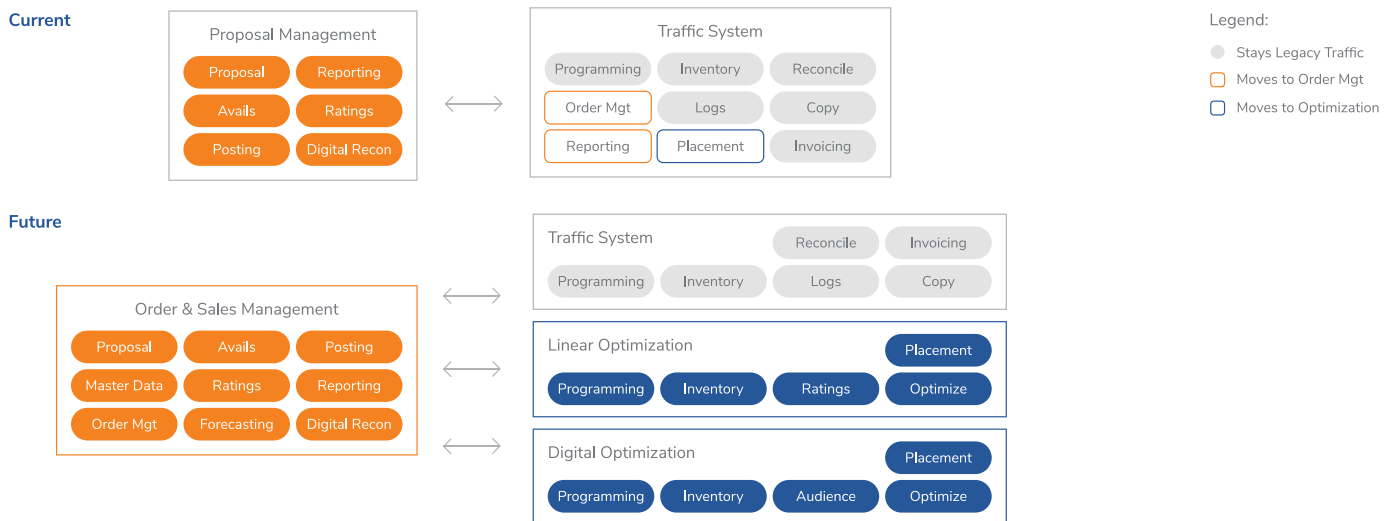 Current
Proposal Management
Proposal Reporting
Avails Ratings
Posting Digital Recon
Traffic System
Programming Inventory Reconcile
Order Mgt Logs Copy
Reporting Placement Invoicing
Legend:
Stays Legacy Traffic
Moves to Order Mgt
Moves to Optimization
Future
Order & Sales Management
Proposal Avails Posting
Master Data Ratings Reporting
Order Mgt Forecasting Digital Recon
Traffic System Reconcile Invoicing
Programming Inventory Logs Copy
Linear Optimization Placement
Programming Inventory Ratings Optimize
Digital Optimization Placement
Programming Inventory Audience Optimize